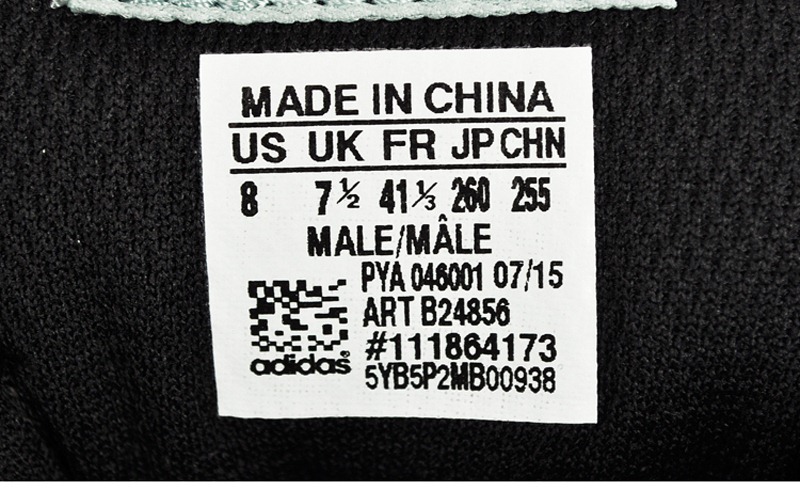 MADE IN CHINA
US UK FR JP CHN
8 7½ 41⅓ 260 255
MALE/MÂLE
PYA 046001 07/15
ART B24856
#111864173
adidas®
5YB5P2MB00938